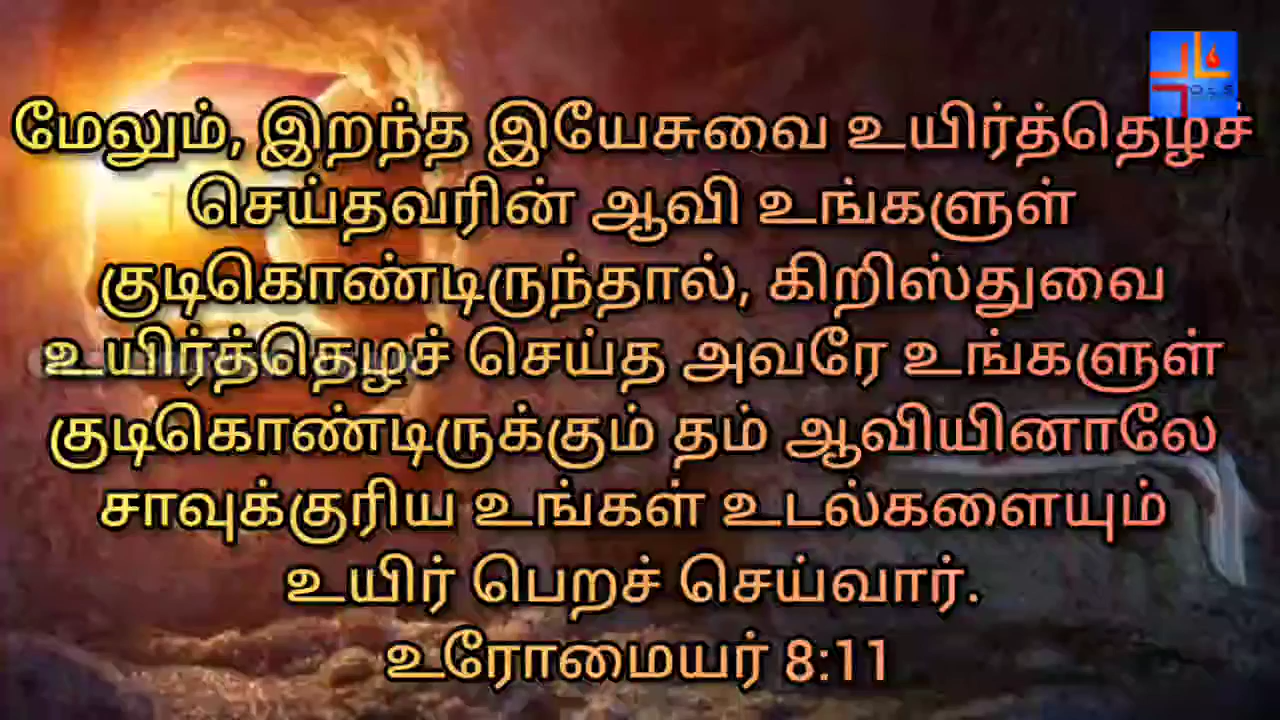 மேலும், இறந்த இயேசுவை உயிர்த்தெழச்
செய்தவரின் ஆவி உங்களுள்
குடிகொண்டிருந்தால், கிறிஸ்துவை
உயிர்த்தெழச் செய்த அவரே உங்களுள்
குடிகொண்டிருக்கும் தம் ஆவியினாலே
சாவுக்குரிய உங்கள் உடல்களையும்
உயிர் பெறச் செய்வார்.
உரோமையர் 8:11